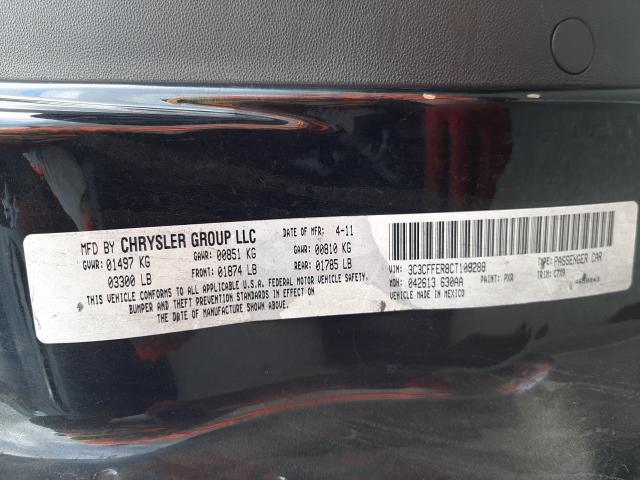 MFD BY CHRYSLER GROUP LLC DATE OF MFR 4-11
GVWR: 01497 KG GAWR: 00851 KG GAWR: 00810 KG
03300 LB FRONT: 01874 LB REAR: 01785 LB
THIS VEHICLE CONFORMS TO ALL APPLICABLE U.S.A. FEDERAL MOTOR VEHICLE SAFETY,
BUMPER AND THEFT PREVENTION STANDARDS IN EFFECT ON
THE DATE OF MANUFACTURE SHOWN ABOVE.
VIN: 3C3CFFER8CT109288 TYPE: PASSENGER CAR
MDH: 042613 630AA PAINT: PXR TRIM: C7X9
VEHICLE MADE IN MEXICO